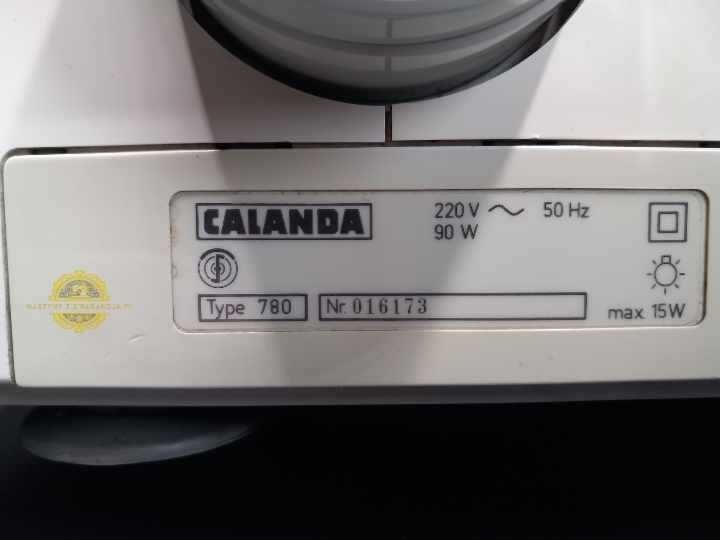 CALANDA
220 V ~ 50 Hz
90 W
Type 780
Nr. 016173
max. 15W